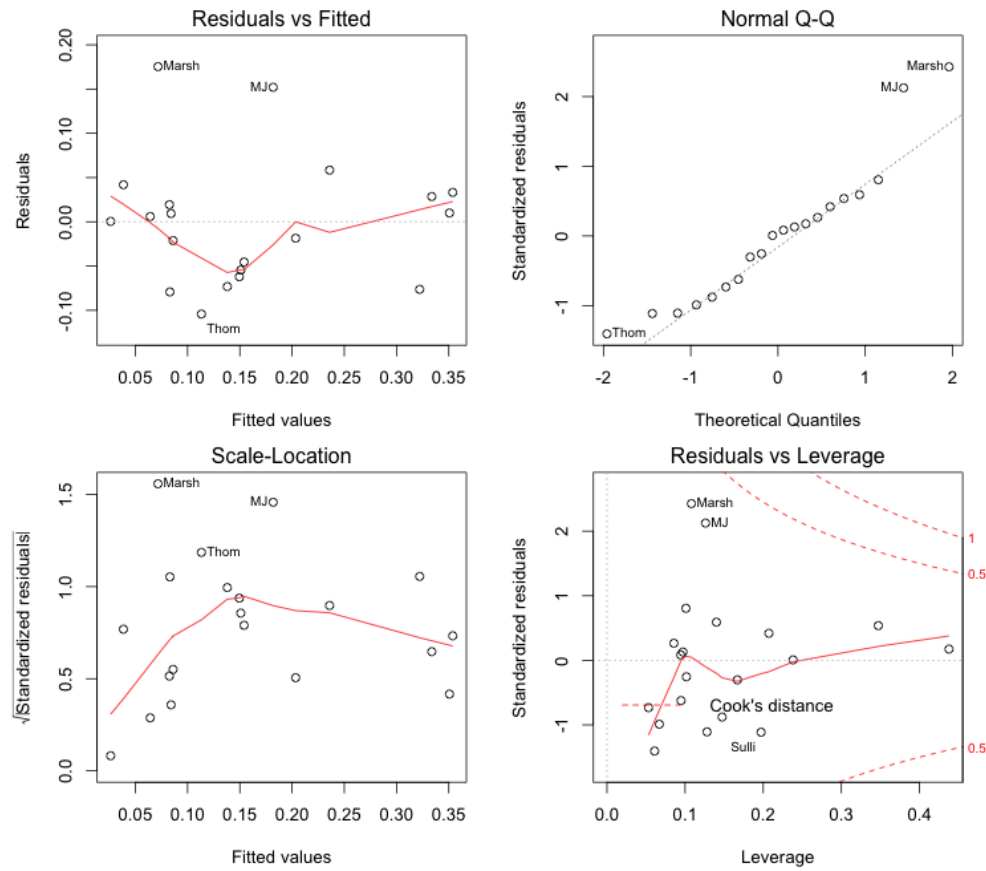 Residuals vs Fitted
Residuals
0.20
0.10
0.00
-0.10
Marsh
MJ
Thom
0.05 0.10 0.15 0.20 0.25 0.30 0.35
Fitted values
Normal Q-Q
Standardized residuals
2
1
0
-1
Marsh
MJ
Thom
-2 -1 0 1 2
Theoretical Quantiles
Scale-Location
√|Standardized residuals|
1.5
1.0
0.5
0.0
Marsh
MJ
Thom
0.05 0.10 0.15 0.20 0.25 0.30 0.35
Fitted values
Residuals vs Leverage
Standardized residuals
2
1
0
-1
Marsh
MJ
1
0.5
Cook's distance
Sulli
0.5
0.0 0.1 0.2 0.3 0.4
Leverage